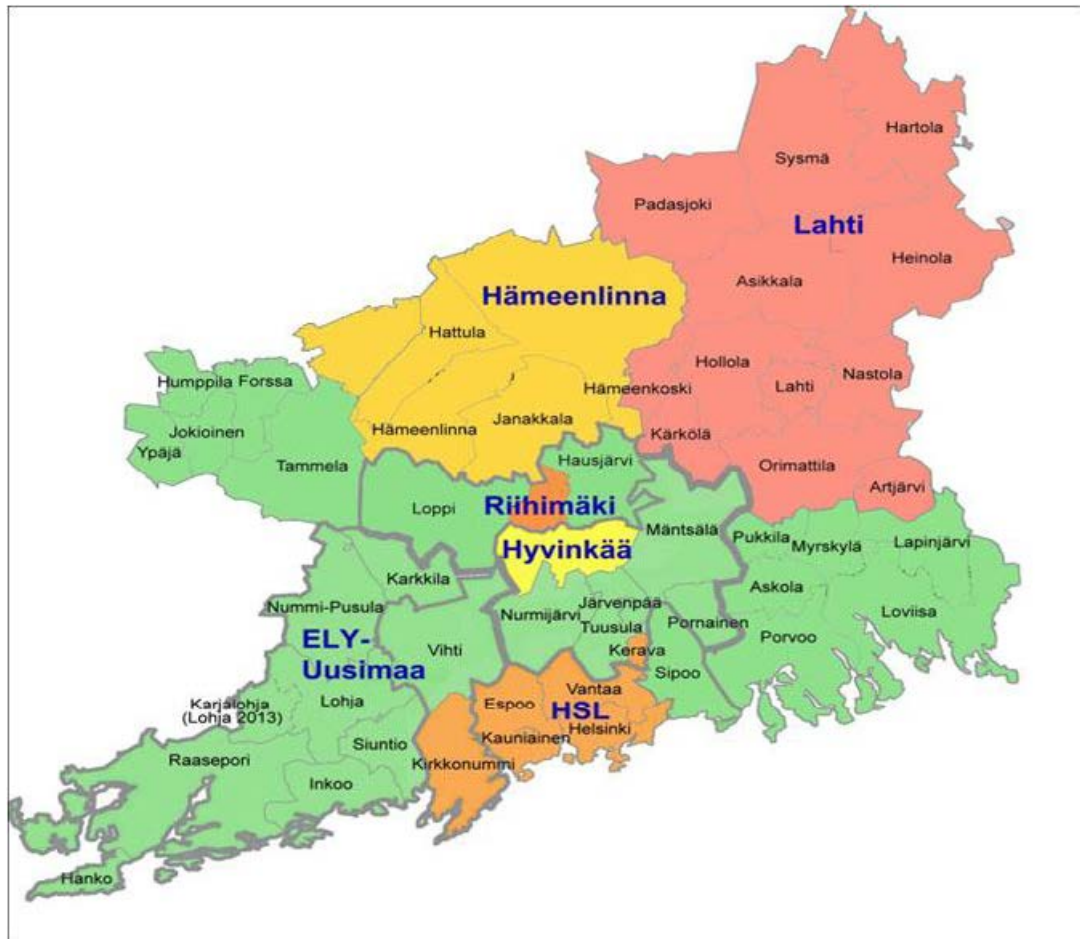 Hartola
Sysmä
Padasjoki
Lahti
Heinola
Asikkala
Hämeenlinna
Hattula
Hollola
Nastola
Lahti
Humppila
Forssa
Hämeenkoski
Janakkala
Hämeenlinna
Jokioinen
Kärkölä
Ypäjä
Hausjärvi
Tammela
Orimattila
Artjärvi
Loppi
Riihimäki
Mäntsälä
Pukkila
Myrskylä
Lapinjärvi
Hyvinkää
Karkkila
Askola
Nummi-Pusula
Järvenpää
Nurmijärvi
Pornainen
Loviisa
Tuusula
Porvoo
ELY-
Uusimaa
Vihti
Kerava
Sipoo
Vantaa
Karjalohja
(Lohja 2013)
Lohja
Espoo
HSL
Helsinki
Siuntio
Kauniainen
Raasepori
Kirkkonummi
Inkoo
Hanko